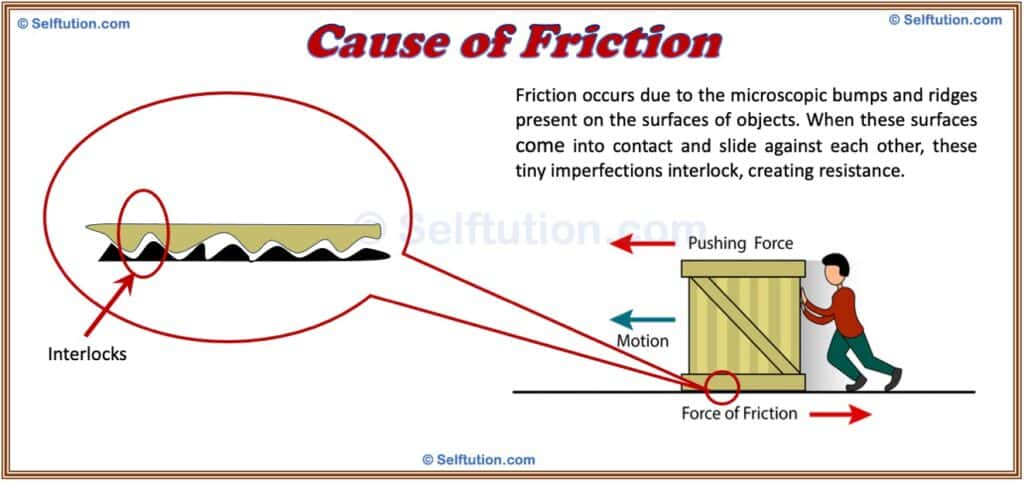 © Selftution.com
© Selftution.com
Cause of Friction
Friction occurs due to the microscopic bumps and ridges
present on the surfaces of objects. When these surfaces
come into contact and slide against each other, these
tiny imperfections interlock, creating resistance.
© Selftution.com
Pushing Force
Motion
Interlocks
Force of Friction
© Selftution.com